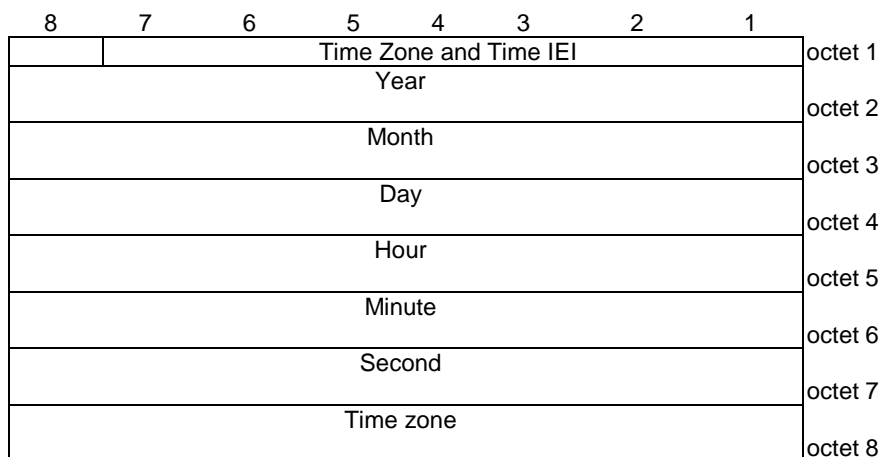 8 7 6 5 4 3 2 1
Time Zone and Time IEI octet 1
Year
octet 2
Month
octet 3
Day
octet 4
Hour
octet 5
Minute
octet 6
Second
octet 7
Time zone
octet 8